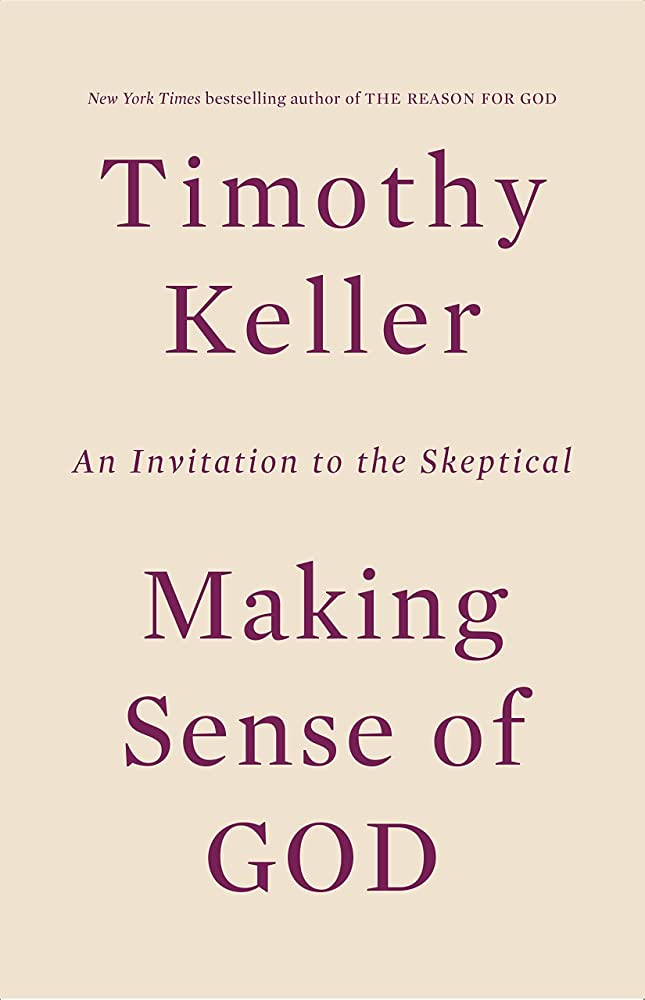 New York Times bestselling author of THE REASON FOR GOD
Timothy
Keller
An Invitation to the Skeptical
Making
Sense of
GOD